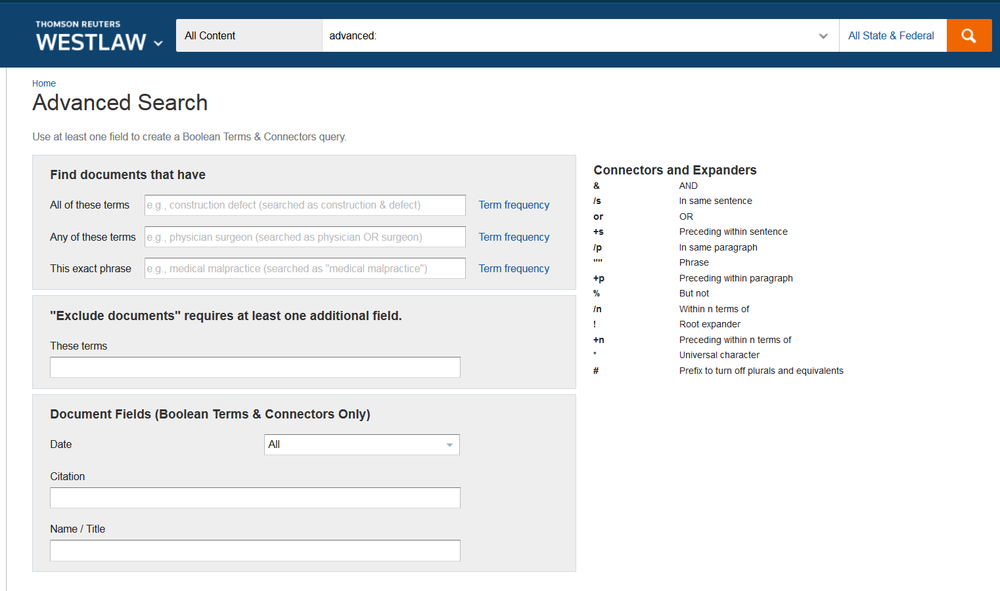 THOMSON REUTERS
WESTLAW
All Content
advanced:
All State & Federal
Home
Advanced Search
Use at least one field to create a Boolean Terms & Connectors query.
Find documents that have
All of these terms e.g., construction defect (searched as construction & defect) Term frequency
Any of these terms e.g., physician surgeon (searched as physician OR surgeon) Term frequency
This exact phrase e.g., medical malpractice (searched as "medical malpractice") Term frequency
"Exclude documents" requires at least one additional field.
These terms
Document Fields (Boolean Terms & Connectors Only)
Date All
Citation
Name / Title
Connectors and Expanders
& AND
/s In same sentence
or OR
+s Preceding within sentence
/p In same paragraph
"" Phrase
+p Preceding within paragraph
% But not
/n Within n terms of
! Root expander
+n Preceding within n terms of
* Universal character
# Prefix to turn off plurals and equivalents